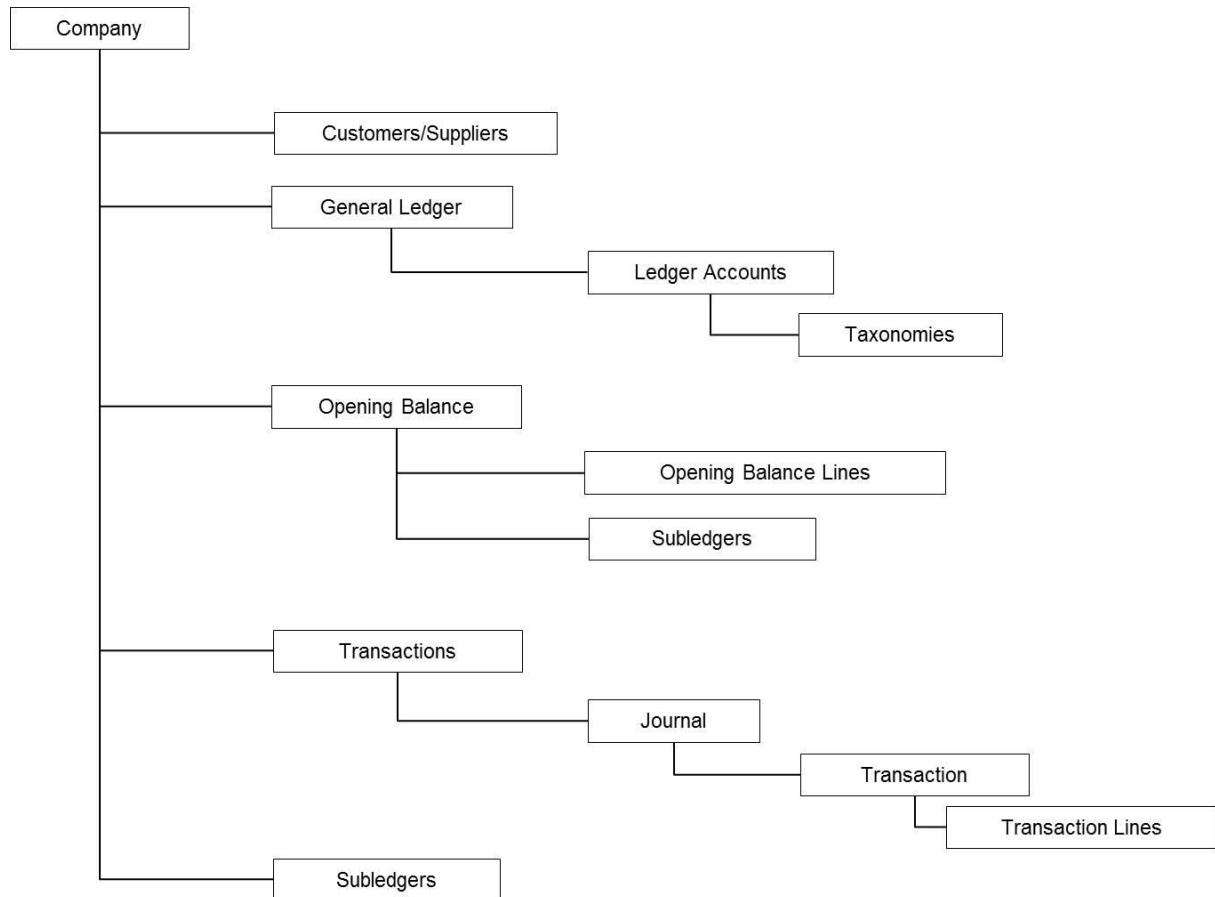 Company
Customers/Suppliers
General Ledger
Ledger Accounts
Taxonomies
Opening Balance
Opening Balance Lines
Subledgers
Transactions
Journal
Transaction
Transaction Lines
Subledgers